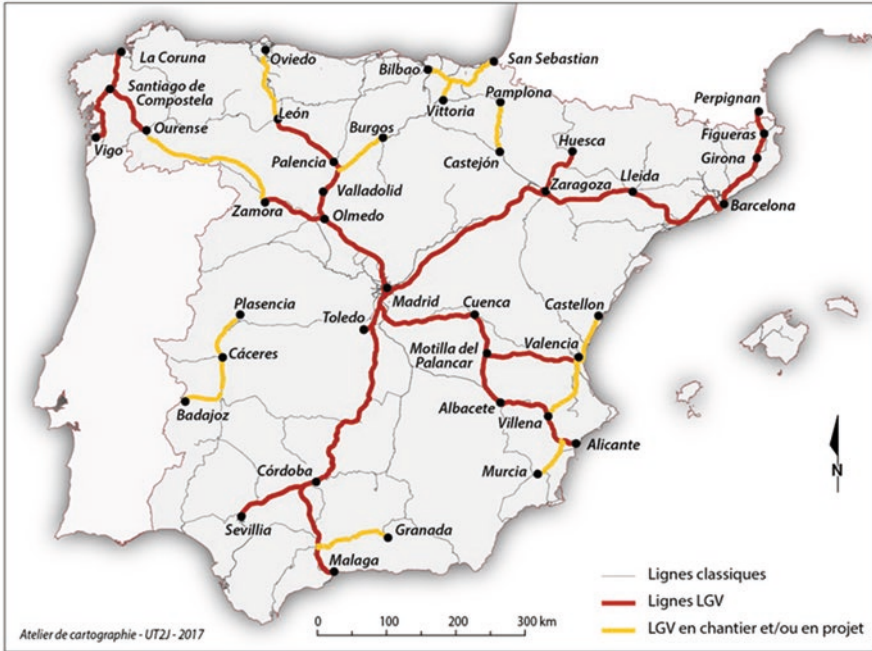 La Coruna
Oviedo
San Sebastian
Bilbao
Santiago de
Compostela
Vittoria
Pamplona
Perpignan
Ourense
León
Burgos
Huesca
Figueras
Vigo
Palencia
Castejón
Girona
Valladolid
Zaragoza
Lleida
Zamora
Olmedo
Barcelona
Madrid
Plasencia
Cuenca
Castellon
Toledo
Cáceres
Motilla del
Palancar
Valencia
Badajoz
Albacete
Villena
Alicante
Murcia
N
Córdoba
Sevillia
Granada
Malaga
Lignes classiques
Lignes LGV
LGV en chantier et/ou en projet
0 100 200 300 km
Atelier de cartographie - UT2J - 2017